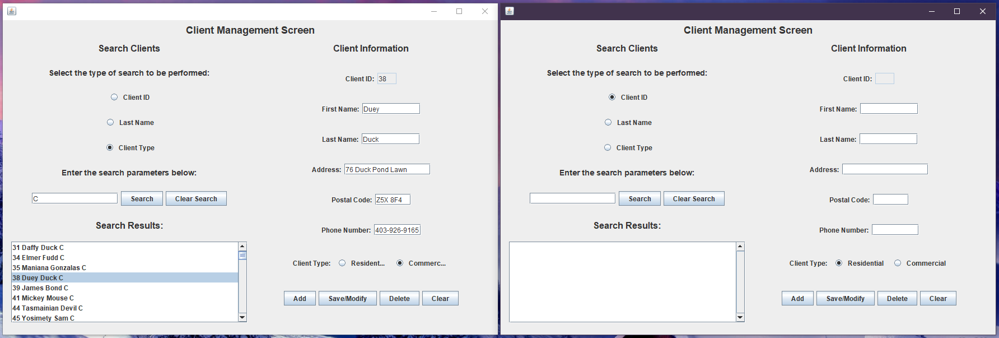 Client Management Screen
Search Clients
Select the type of search to be performed:
Client ID
Last Name
Client Type
Enter the search parameters below:
C Search Clear Search
Search Results:
31 Daffy Duck C
34 Elmer Fudd C
35 Maniana Gonzalas C
38 Duey Duck C
39 James Bond C
41 Mickey Mouse C
44 Tasmainian Devil C
45 Yosimety Sam C
Client Information
Client ID: 38
First Name: Duey
Last Name: Duck
Address: 76 Duck Pond Lawn
Postal Code: Z5X 8F4
Phone Number: 403-926-9165
Client Type: Resident... Commerc...
Add Save/Modify Delete Clear
Client Management Screen
Search Clients
Select the type of search to be performed:
Client ID
Last Name
Client Type
Enter the search parameters below:
Search Clear Search
Search Results:
Client Information
Client ID:
First Name:
Last Name:
Address:
Postal Code:
Phone Number:
Client Type: Residential Commercial
Add Save/Modify Delete Clear